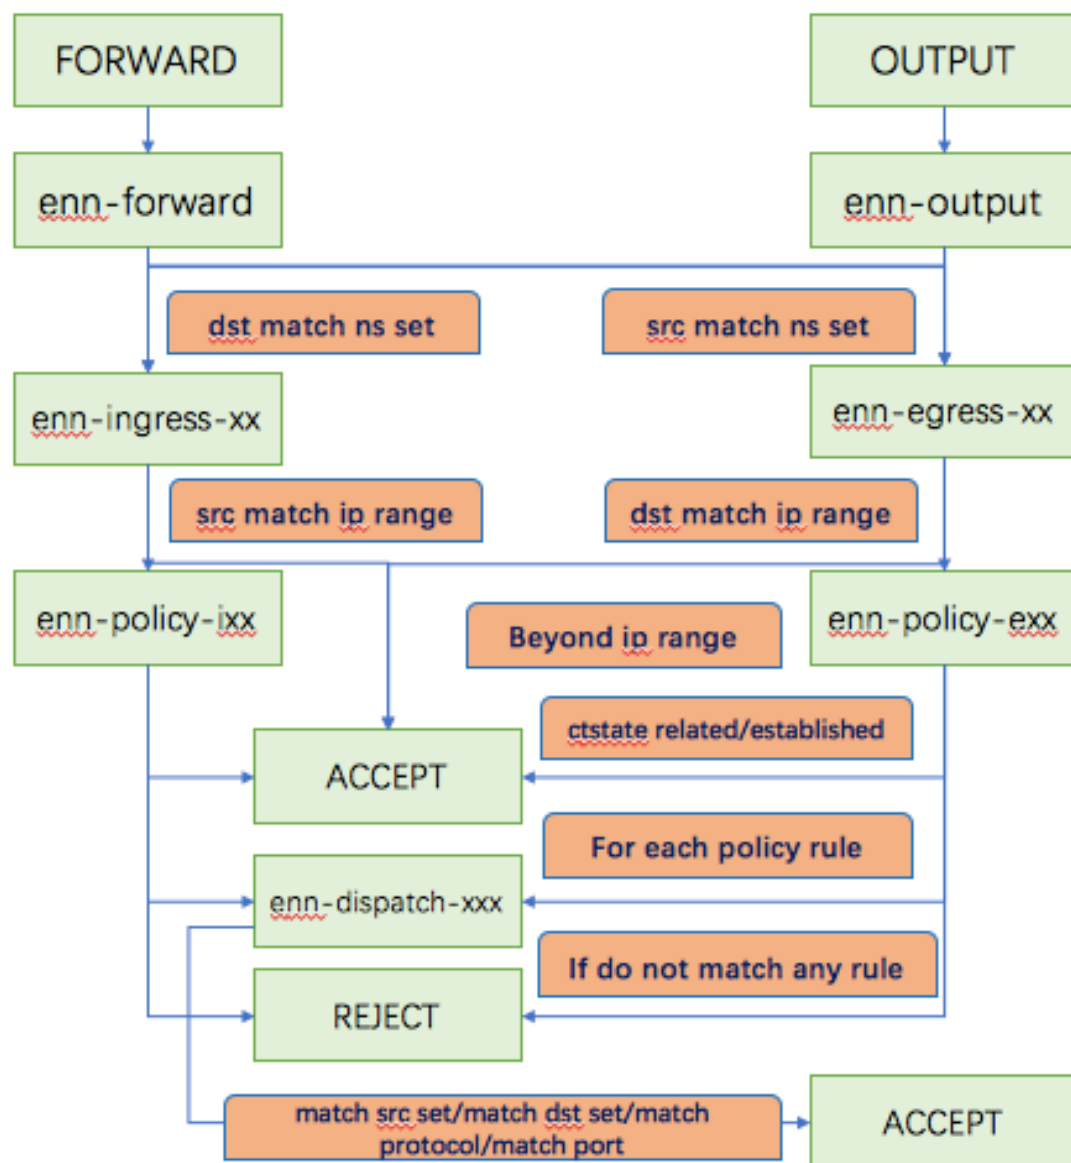 FORWARD
OUTPUT
enn-forward
enn-output
dst match ns set
src match ns set
enn-ingress-xx
enn-egress-xx
src match ip range
dst match ip range
enn-policy-ixx
enn-policy-exx
Beyond ip range
ctstate related/established
ACCEPT
For each policy rule
enn-dispatch-xxx
If do not match any rule
REJECT
match src set/match dst set/match
protocol/match port
ACCEPT